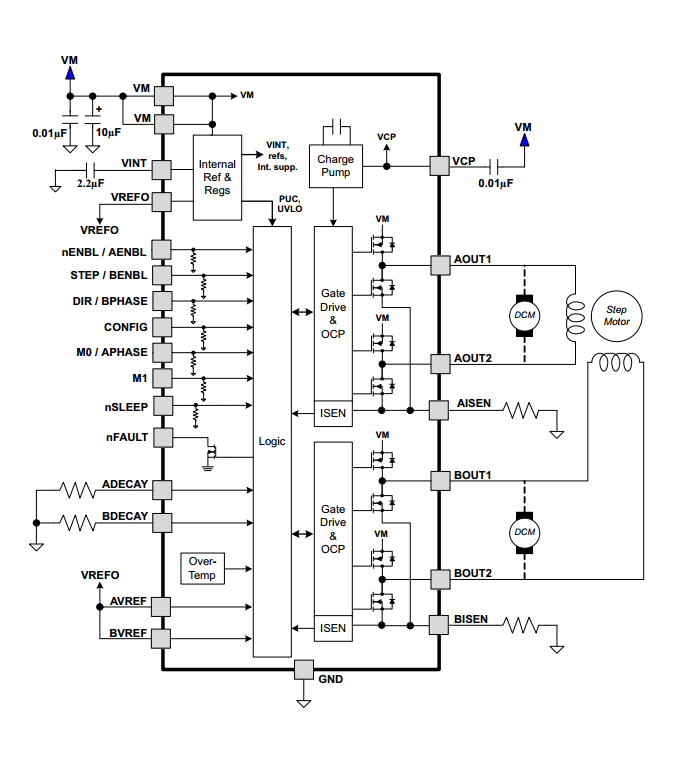 VM
VM
VM
VM
+
0.01µF
10µF
VINT
2.2µF
VREFO
VREFO
Internal
Ref &
Regs
VINT,
refs,
Int. supp.
PUC,
UVLO
Charge
Pump
VCP
VCP
VM
0.01µF
nENBL / AENBL
STEP / BENBL
DIR / BPHASE
CONFIG
M0 / APHASE
M1
nSLEEP
nFAULT
ADECAY
BDECAY
VREFO
AVREF
BVREF
Over-
Temp
Logic
VM
Gate
Drive
&
OCP
VM
ISEN
VM
Gate
Drive
&
OCP
VM
ISEN
AOUT1
AOUT2
AISEN
DCM
Step
Motor
BOUT1
BOUT2
BISEN
DCM
GND